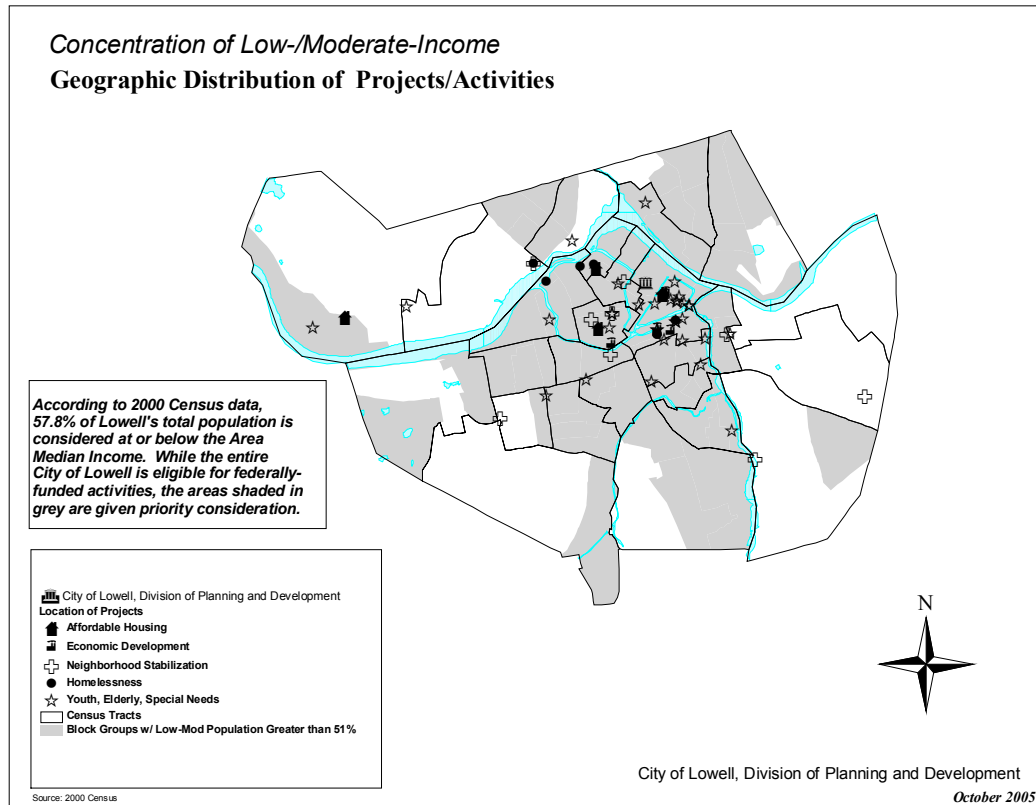 Concentration of Low-/Moderate-Income
Geographic Distribution of Projects/Activities
According to 2000 Census data,
57.8% of Lowell's total population is
considered at or below the Area
Median Income. While the entire
City of Lowell is eligible for federally-
funded activities, the areas shaded in
grey are given priority consideration.
City of Lowell, Division of Planning and Development
Location of Projects
Affordable Housing
Economic Development
Neighborhood Stabilization
Homelessness
Youth, Elderly, Special Needs
Census Tracts
Block Groups w/ Low-Mod Population Greater than 51%
N
City of Lowell, Division of Planning and Development
Source: 2000 Census
October 2005